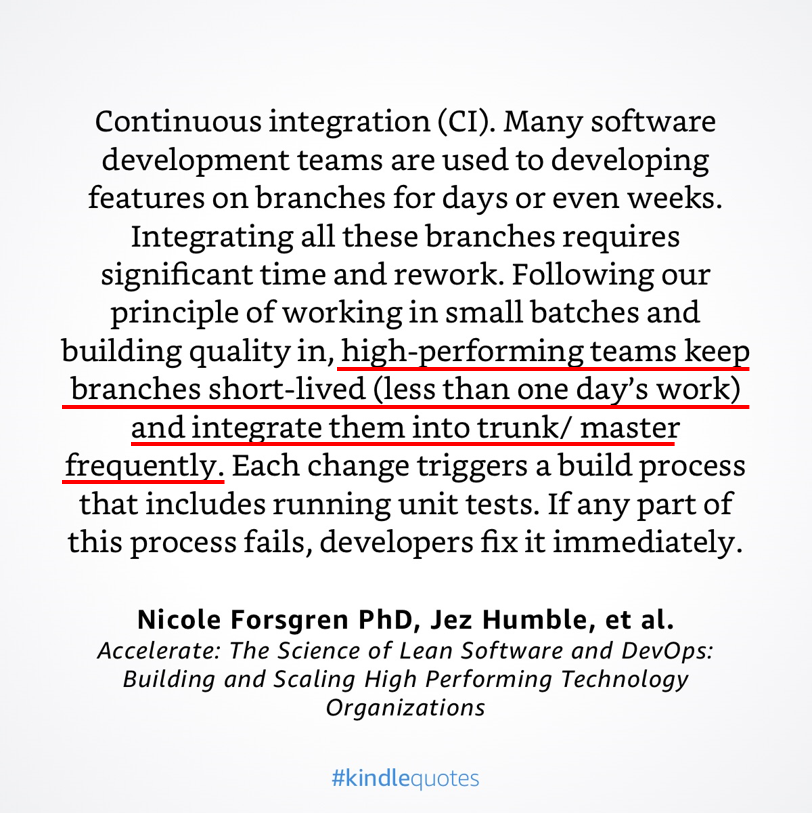 Continuous integration (CI). Many software
development teams are used to developing
features on branches for days or even weeks.
Integrating all these branches requires
significant time and rework. Following our
principle of working in small batches and
building quality in, high-performing teams keep
branches short-lived (less than one day’s work)
and integrate them into trunk/ master
frequently. Each change triggers a build process
that includes running unit tests. If any part of
this process fails, developers fix it immediately.
Nicole Forsgren PhD, Jez Humble, et al.
Accelerate: The Science of Lean Software and DevOps:
Building and Scaling High Performing Technology
Organizations
#kindlequotes